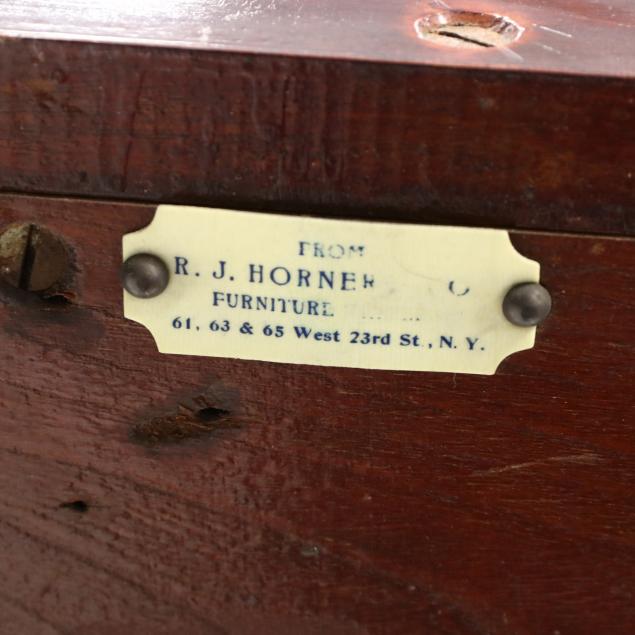 FROM
R. J. HORNER
FURNITURE
61, 63 & 65 West 23rd St., N. Y.